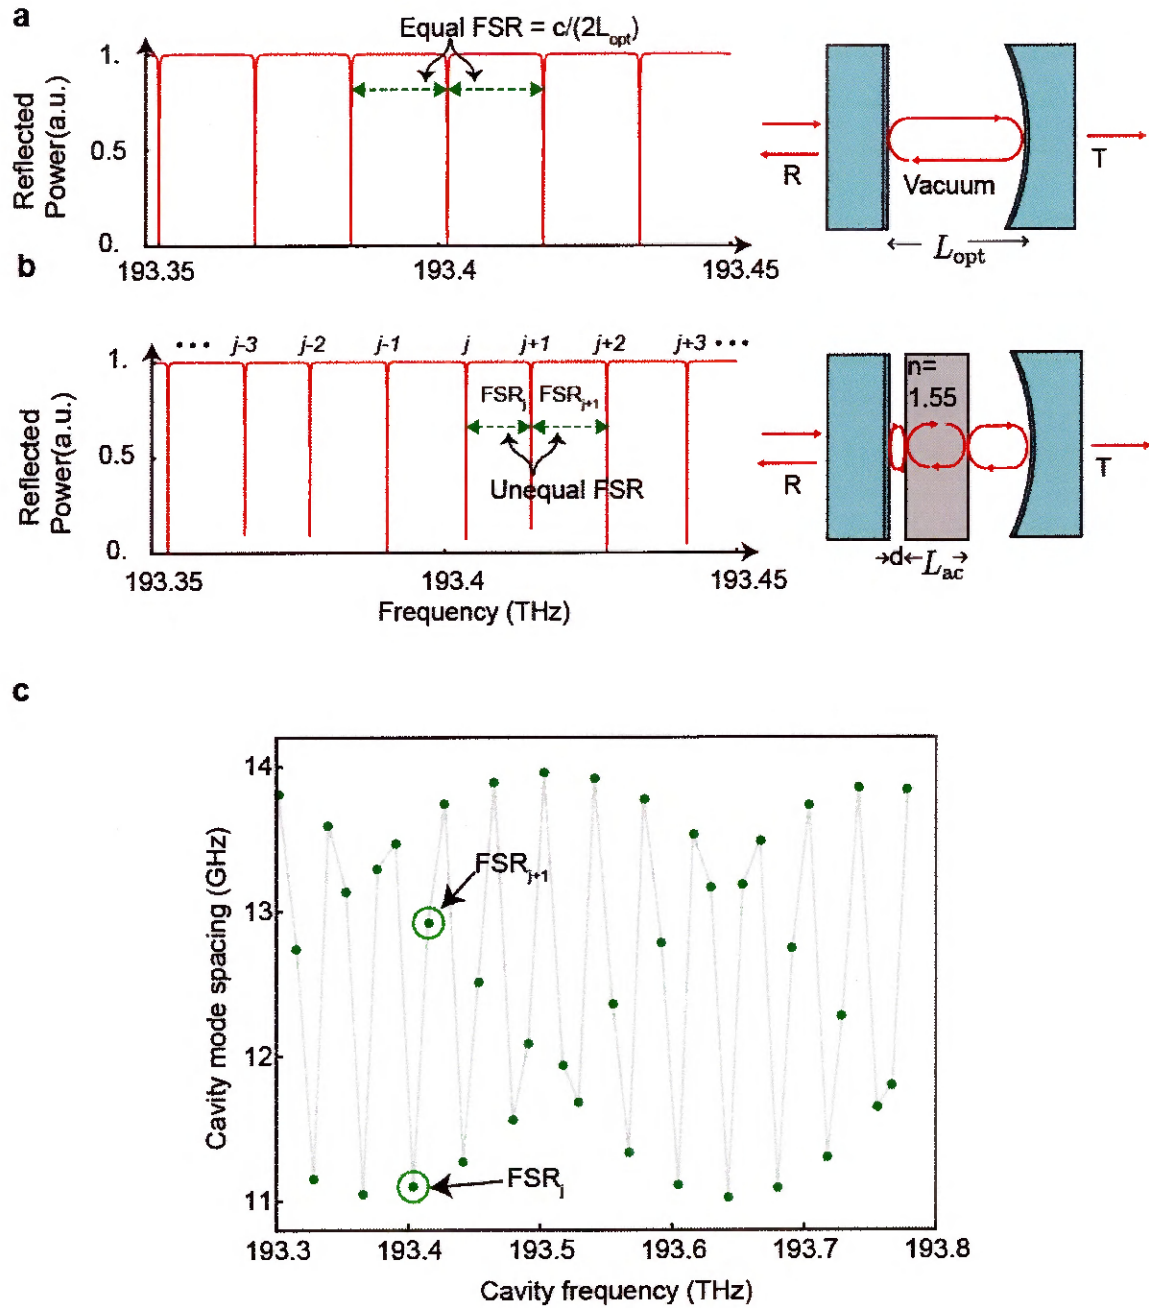 a
Equal FSR = c/(2L_opt)
1.
0.5
0.
Reflected
Power(a.u.)
193.35
193.4
193.45
R
Vacuum
T
L_opt
b
••• j-3 j-2 j-1 j j+1 j+2 j+3 •••
1.
0.5
0.
Reflected
Power(a.u.)
FSR_j FSR_j+1
Unequal FSR
193.35
193.4
193.45
Frequency (THz)
n=
1.55
R
T
d
L_ac
c
14
13
12
11
Cavity mode spacing (GHz)
FSR_j+1
FSR_j
193.3
193.4
193.5
193.6
193.7
193.8
Cavity frequency (THz)